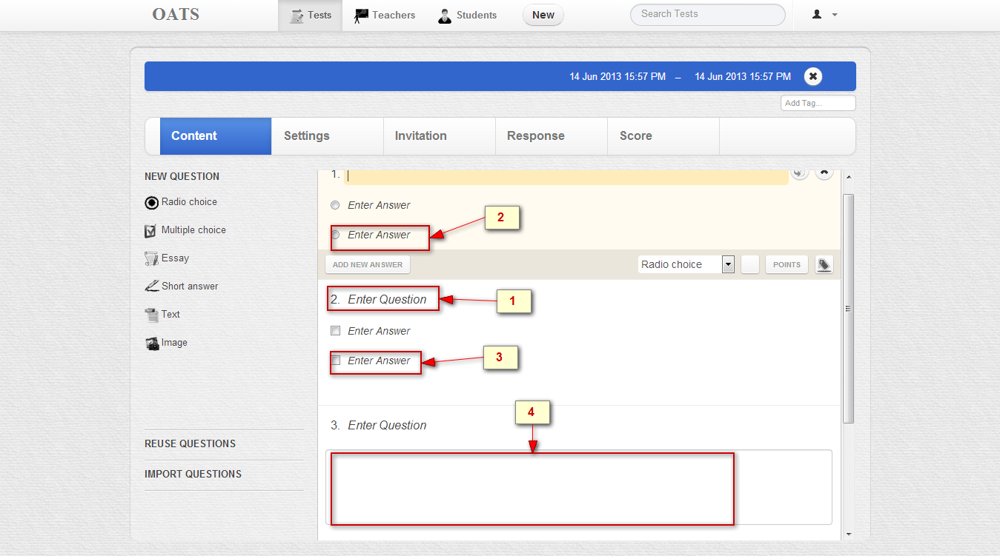 OATS Tests Teachers Students New Search Tests
14 Jun 2013 15:57 PM – 14 Jun 2013 15:57 PM
Add Tag...
Content Settings Invitation Response Score
NEW QUESTION
Radio choice
Multiple choice
Essay
Short answer
Text
Image
REUSE QUESTIONS
IMPORT QUESTIONS
1.
Enter Answer
2
Enter Answer
ADD NEW ANSWER Radio choice POINTS
2. Enter Question
1
Enter Answer
Enter Answer
3
4
3. Enter Question